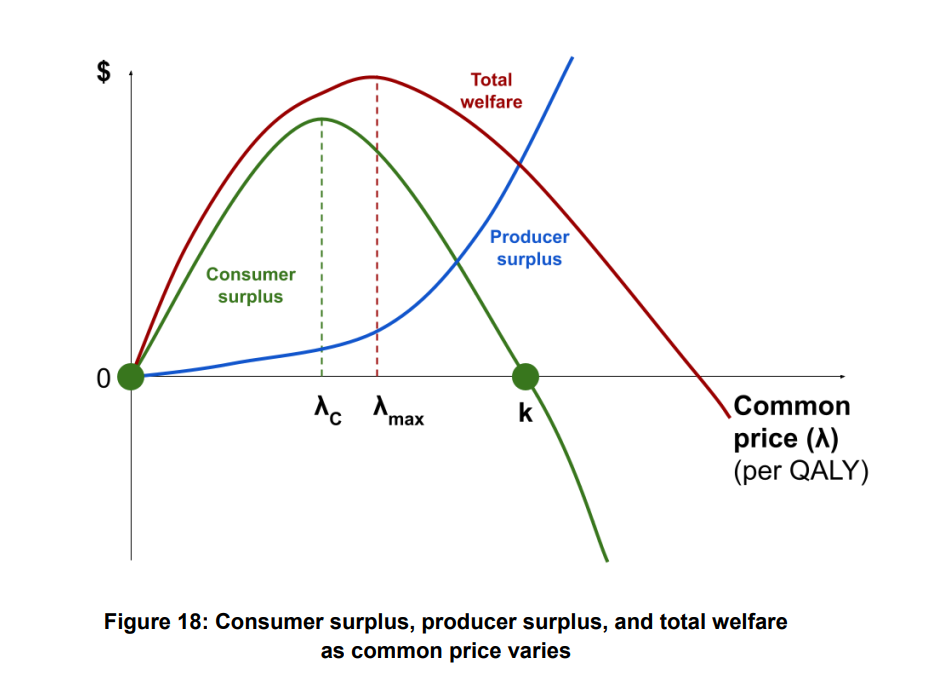 $
Total
welfare
Producer
surplus
Consumer
surplus
0
λC
λmax
k
Common
price (λ)
(per QALY)
Figure 18: Consumer surplus, producer surplus, and total welfare
as common price varies